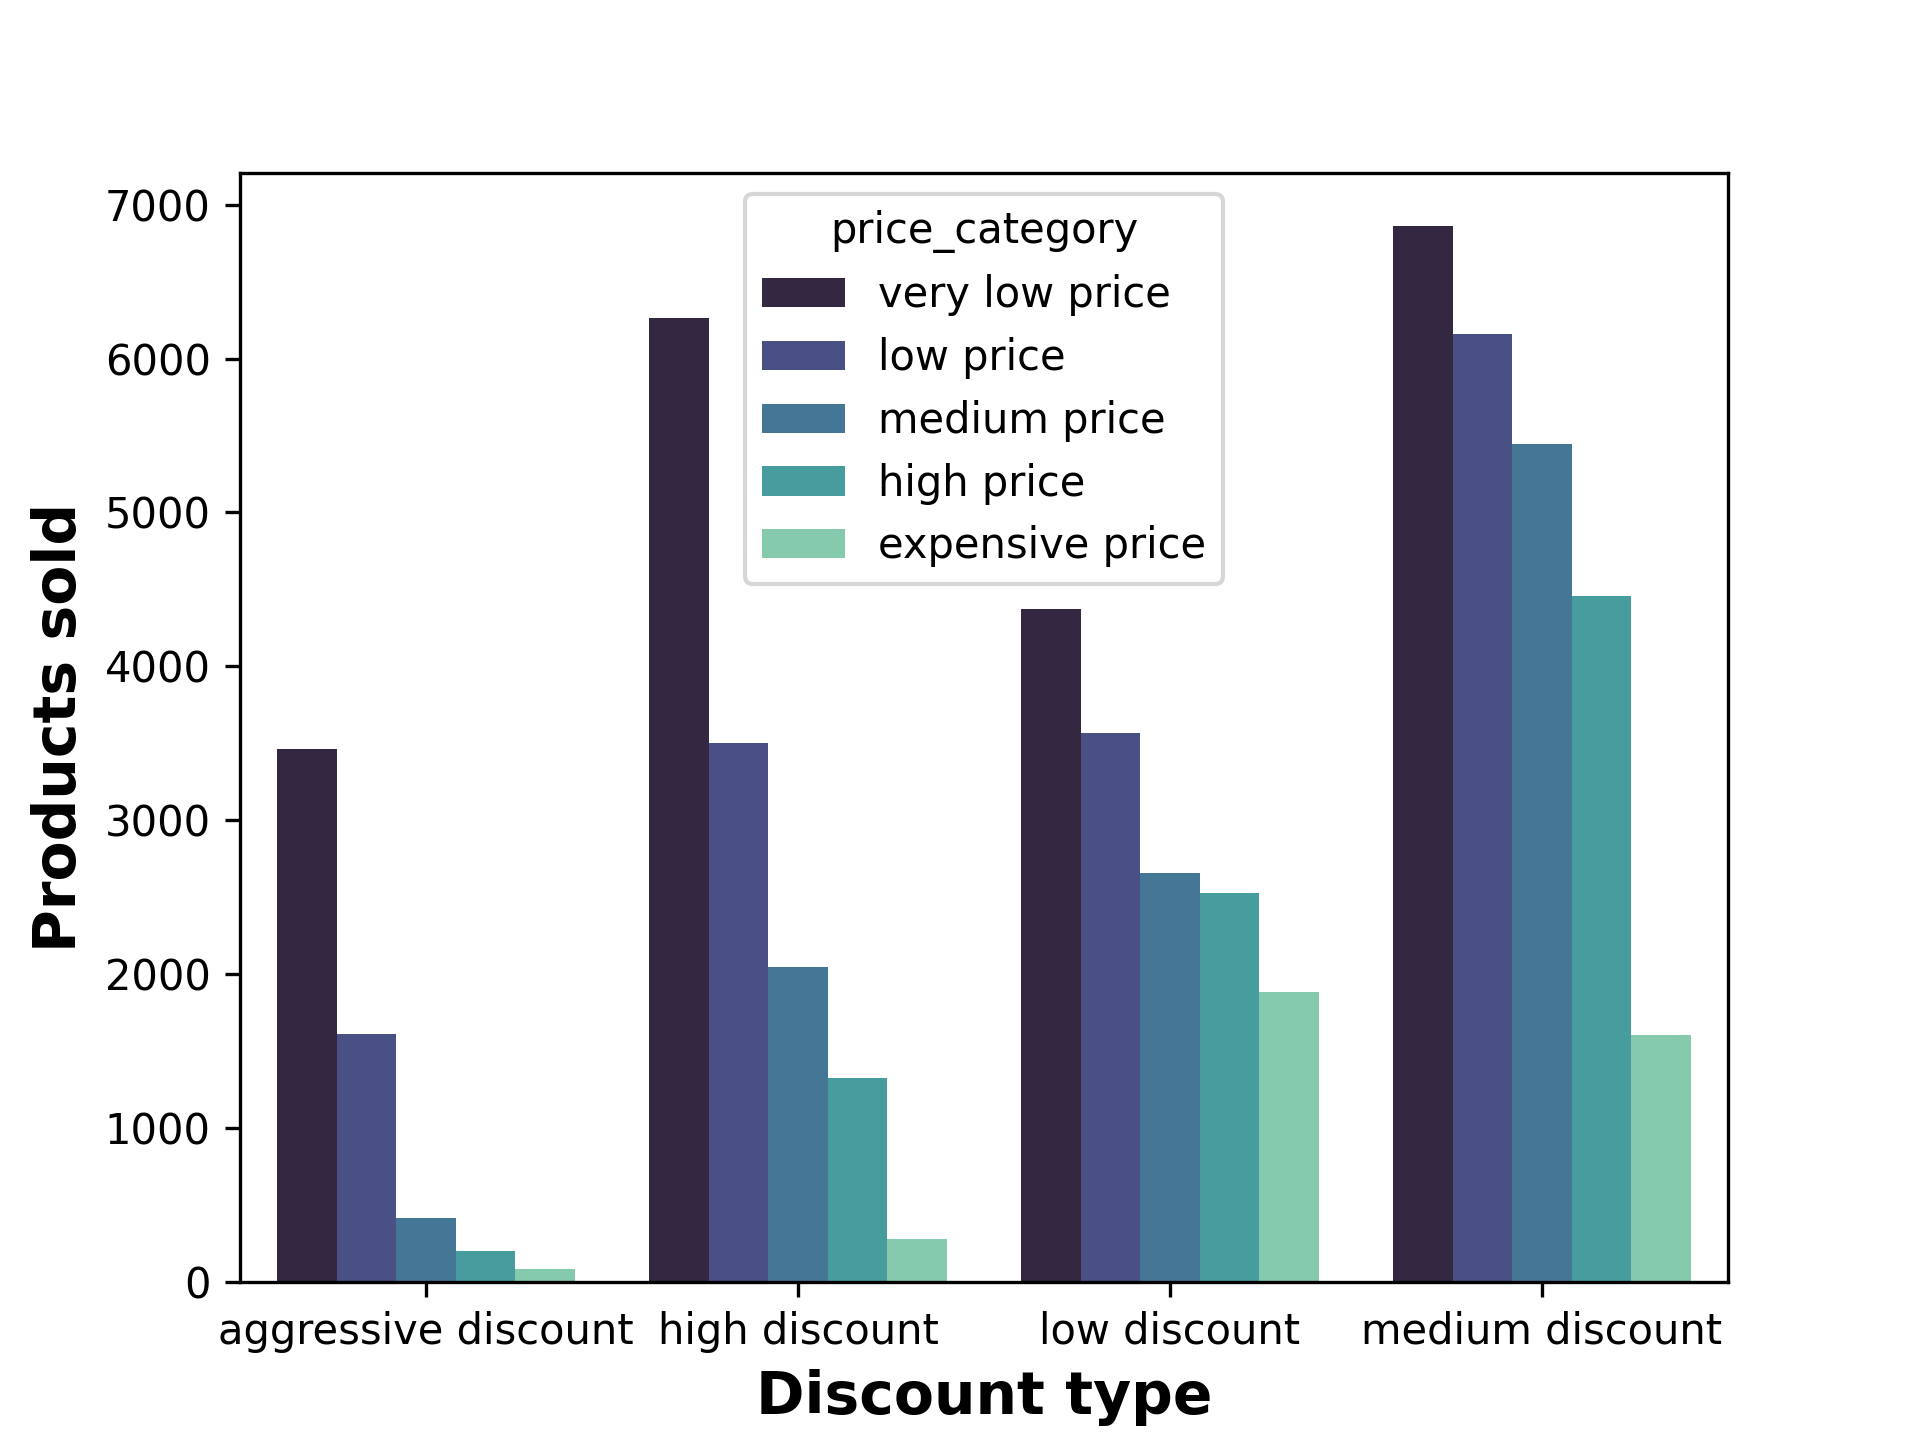 7000
6000
5000
4000
3000
2000
1000
0
Products sold
price_category
very low price
low price
medium price
high price
expensive price
aggressive discount
high discount
low discount
medium discount
Discount type